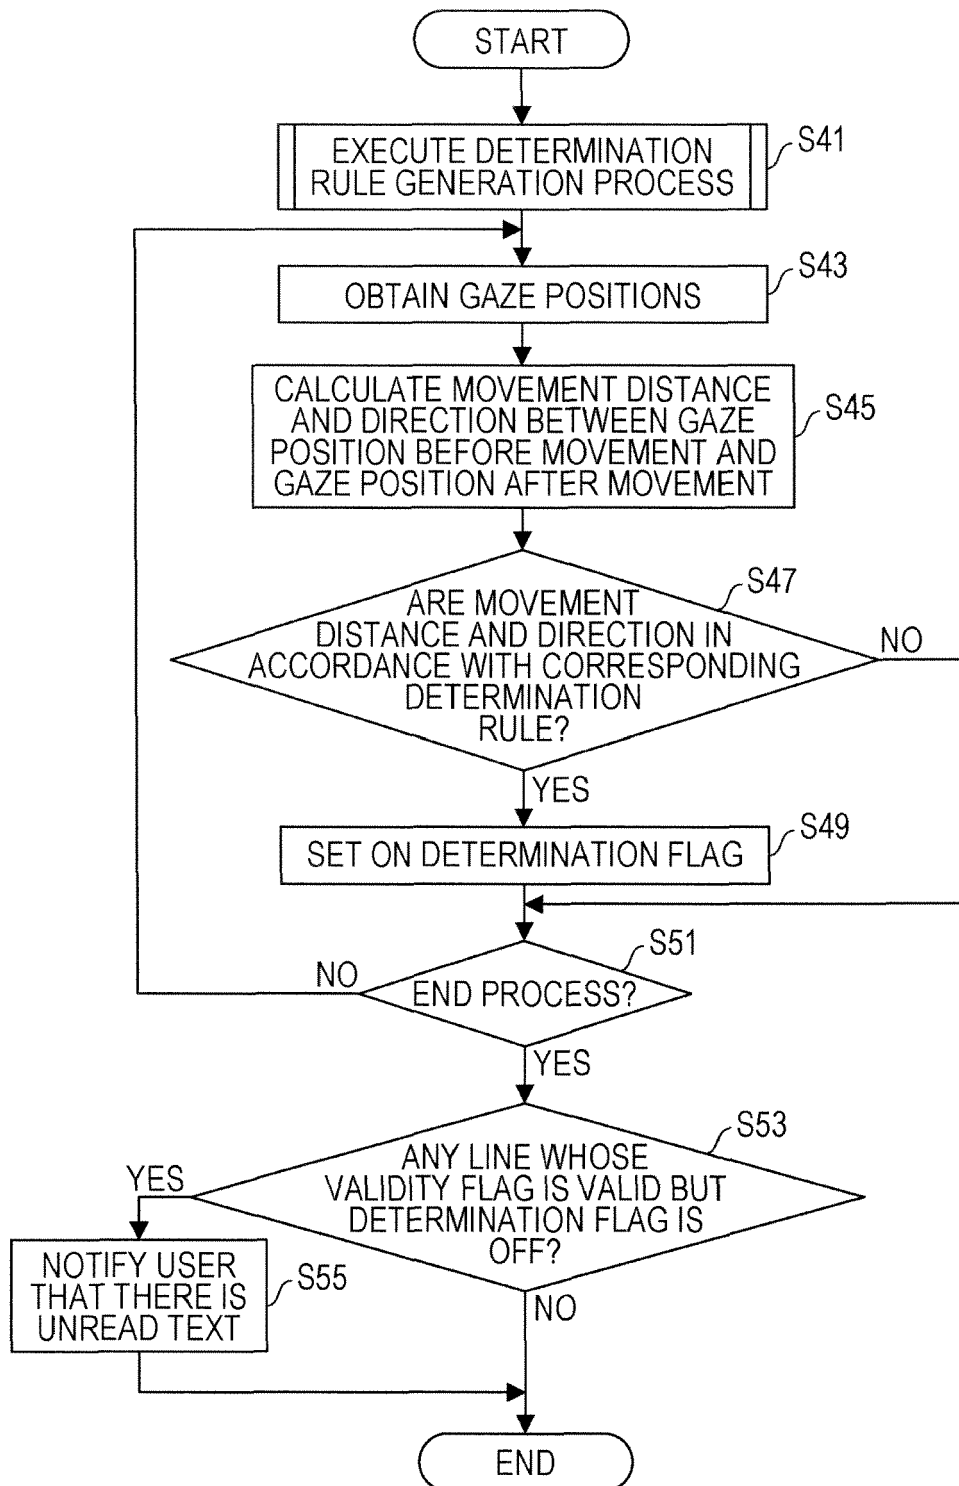 START
EXECUTE DETERMINATION
RULE GENERATION PROCESS
S41
OBTAIN GAZE POSITIONS
S43
CALCULATE MOVEMENT DISTANCE
AND DIRECTION BETWEEN GAZE
POSITION BEFORE MOVEMENT AND
GAZE POSITION AFTER MOVEMENT
S45
ARE MOVEMENT
DISTANCE AND DIRECTION IN
ACCORDANCE WITH CORRESPONDING
DETERMINATION
RULE?
S47
NO
YES
SET ON DETERMINATION FLAG
S49
END PROCESS?
S51
NO
YES
ANY LINE WHOSE
VALIDITY FLAG IS VALID BUT
DETERMINATION FLAG IS
OFF?
S53
YES
NOTIFY USER
THAT THERE IS
UNREAD TEXT
S55
NO
END